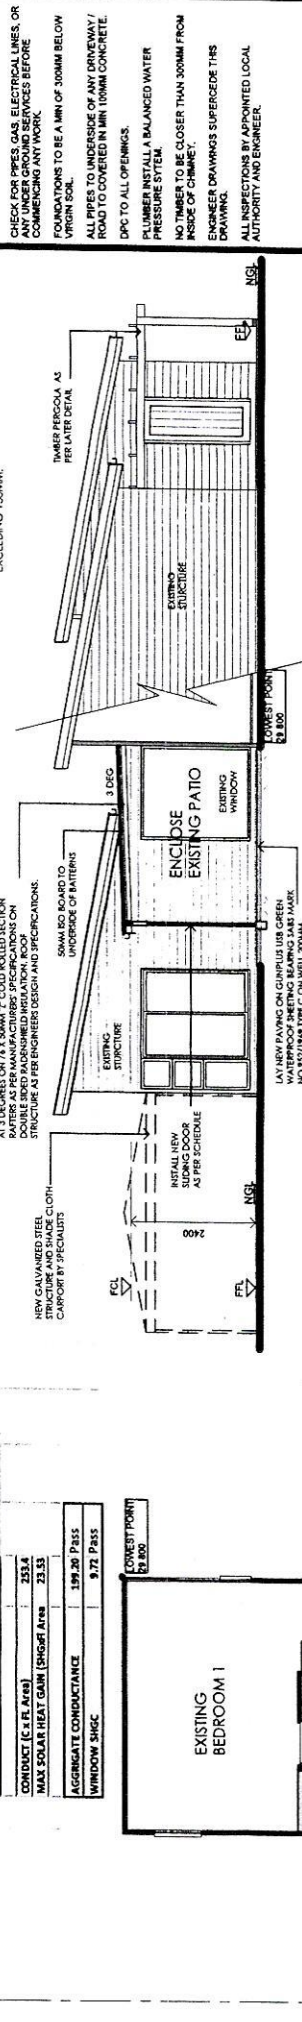 CONDUCT (C x FL Area) 253.4
MAX SOLAR HEAT GAIN (SHGxFl Area 23.53
AGGRIGATE CONDUCTANCE 199.20 Pass
WINDOW SHGC 9.72 Pass
LOWEST POINT
29 800
EXISTING
BEDROOM 1
RAFTERS AS PER MANUFACTURERS' SPECIFICATIONS ON
DOUBLE SIDED RADENSHIELD INSULATION, ROOF
STRUCTURE AS PER ENGINEERS DESIGN AND SPECIFICATIONS.
NEW GALVANIZED STEEL
STRUCTURE AND SHADE CLOTH
CARPORT BY SPECIALISTS
50MM ISO BOARD TO
UNDERSIDE OF BATTERNS
3 DEG
FCL
2400
FFL
NGL
EXISTING
STURCTURE
INSTALL NEW
SLIDING DOOR
AS PER SCHEDULE
ENCLOSE
EXISTING PATIO
EXISTING
WINDOW
LOWEST POINT
29 800
LAY NEW PAVING ON GUNPLUS USB GREEN
WATERPROOF SHEETING BEARING SABS MARK
EXISTING
STURCTURE
TIMBER PERGOLA AS
PER LATER DETAIL
FFL
NGL
CHECK FOR PIPES, GAS, ELECTRICAL LINES, OR
ANY UNDER GROUND SERVICES BEFORE
COMMENCING ANY WORK.
FOUNDATIONS TO BE A MIN OF 300MM BELOW
VIRGIN SOIL.
ALL PIPES TO UNDERSIDE OF ANY DRIVEWAY /
ROAD TO COVERED IN MIN 100MM CONCRETE.
DPC TO ALL OPENINGS.
PLUMBER INSTALL A BALANCED WATER
PRESSURE SYTEM.
NO TIMBER TO BE CLOSER THAN 300MM FROM
INSIDE OF CHIMNEY.
ENGINEER DRAWINGS SUPERCEDE THIS
DRAWING.
ALL INSPECTIONS BY APPOINTED LOCAL
AUTHORITY AND ENGINEER.